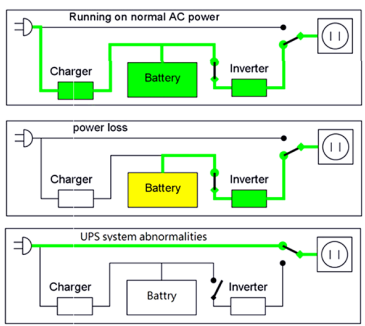 Running on normal AC power
Charger
Battery
Inverter
power loss
Charger
Battery
Inverter
UPS system abnormalities
Charger
Battry
Inverter